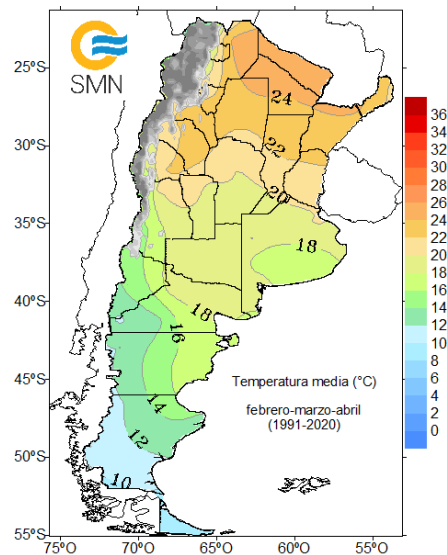 SMN
25°S
30°S
35°S
40°S
45°S
50°S
55°S
75°O
70°O
65°O
60°O
55°O
24
22
20
18
18
16
14
12
10
36
34
32
30
28
26
24
22
20
18
16
14
12
10
8
6
4
2
0
Temperatura media (°C)
febrero-marzo-abril
(1991-2020)